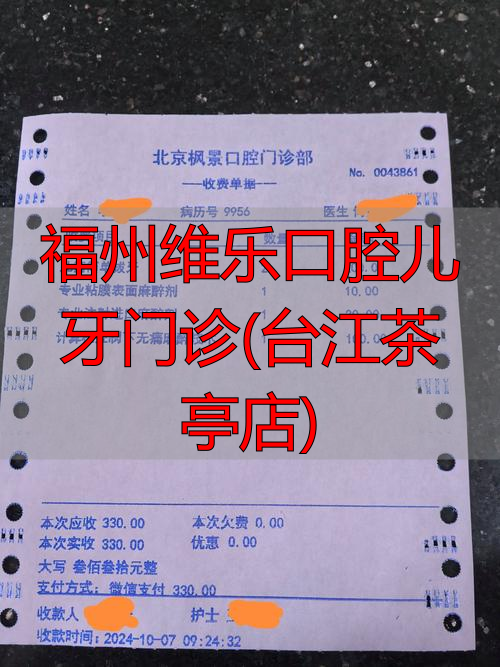 北京枫景口腔门诊部
No. 0043861
——收费单据——
姓名
病历号 9956
医生
数量
福州维乐口腔儿
牙门诊(台江茶
亭店)
专业粘膜表面麻醉剂 1 10.00
1
1 100.00
本次应收 330.00 本次欠费 0.00
本次实收 330.00 优惠 0.00
大写 叁佰叁拾元整
支付方式: 微信支付 330.00
收款人 护士
收款时间: 2024-10-07 09:24:32